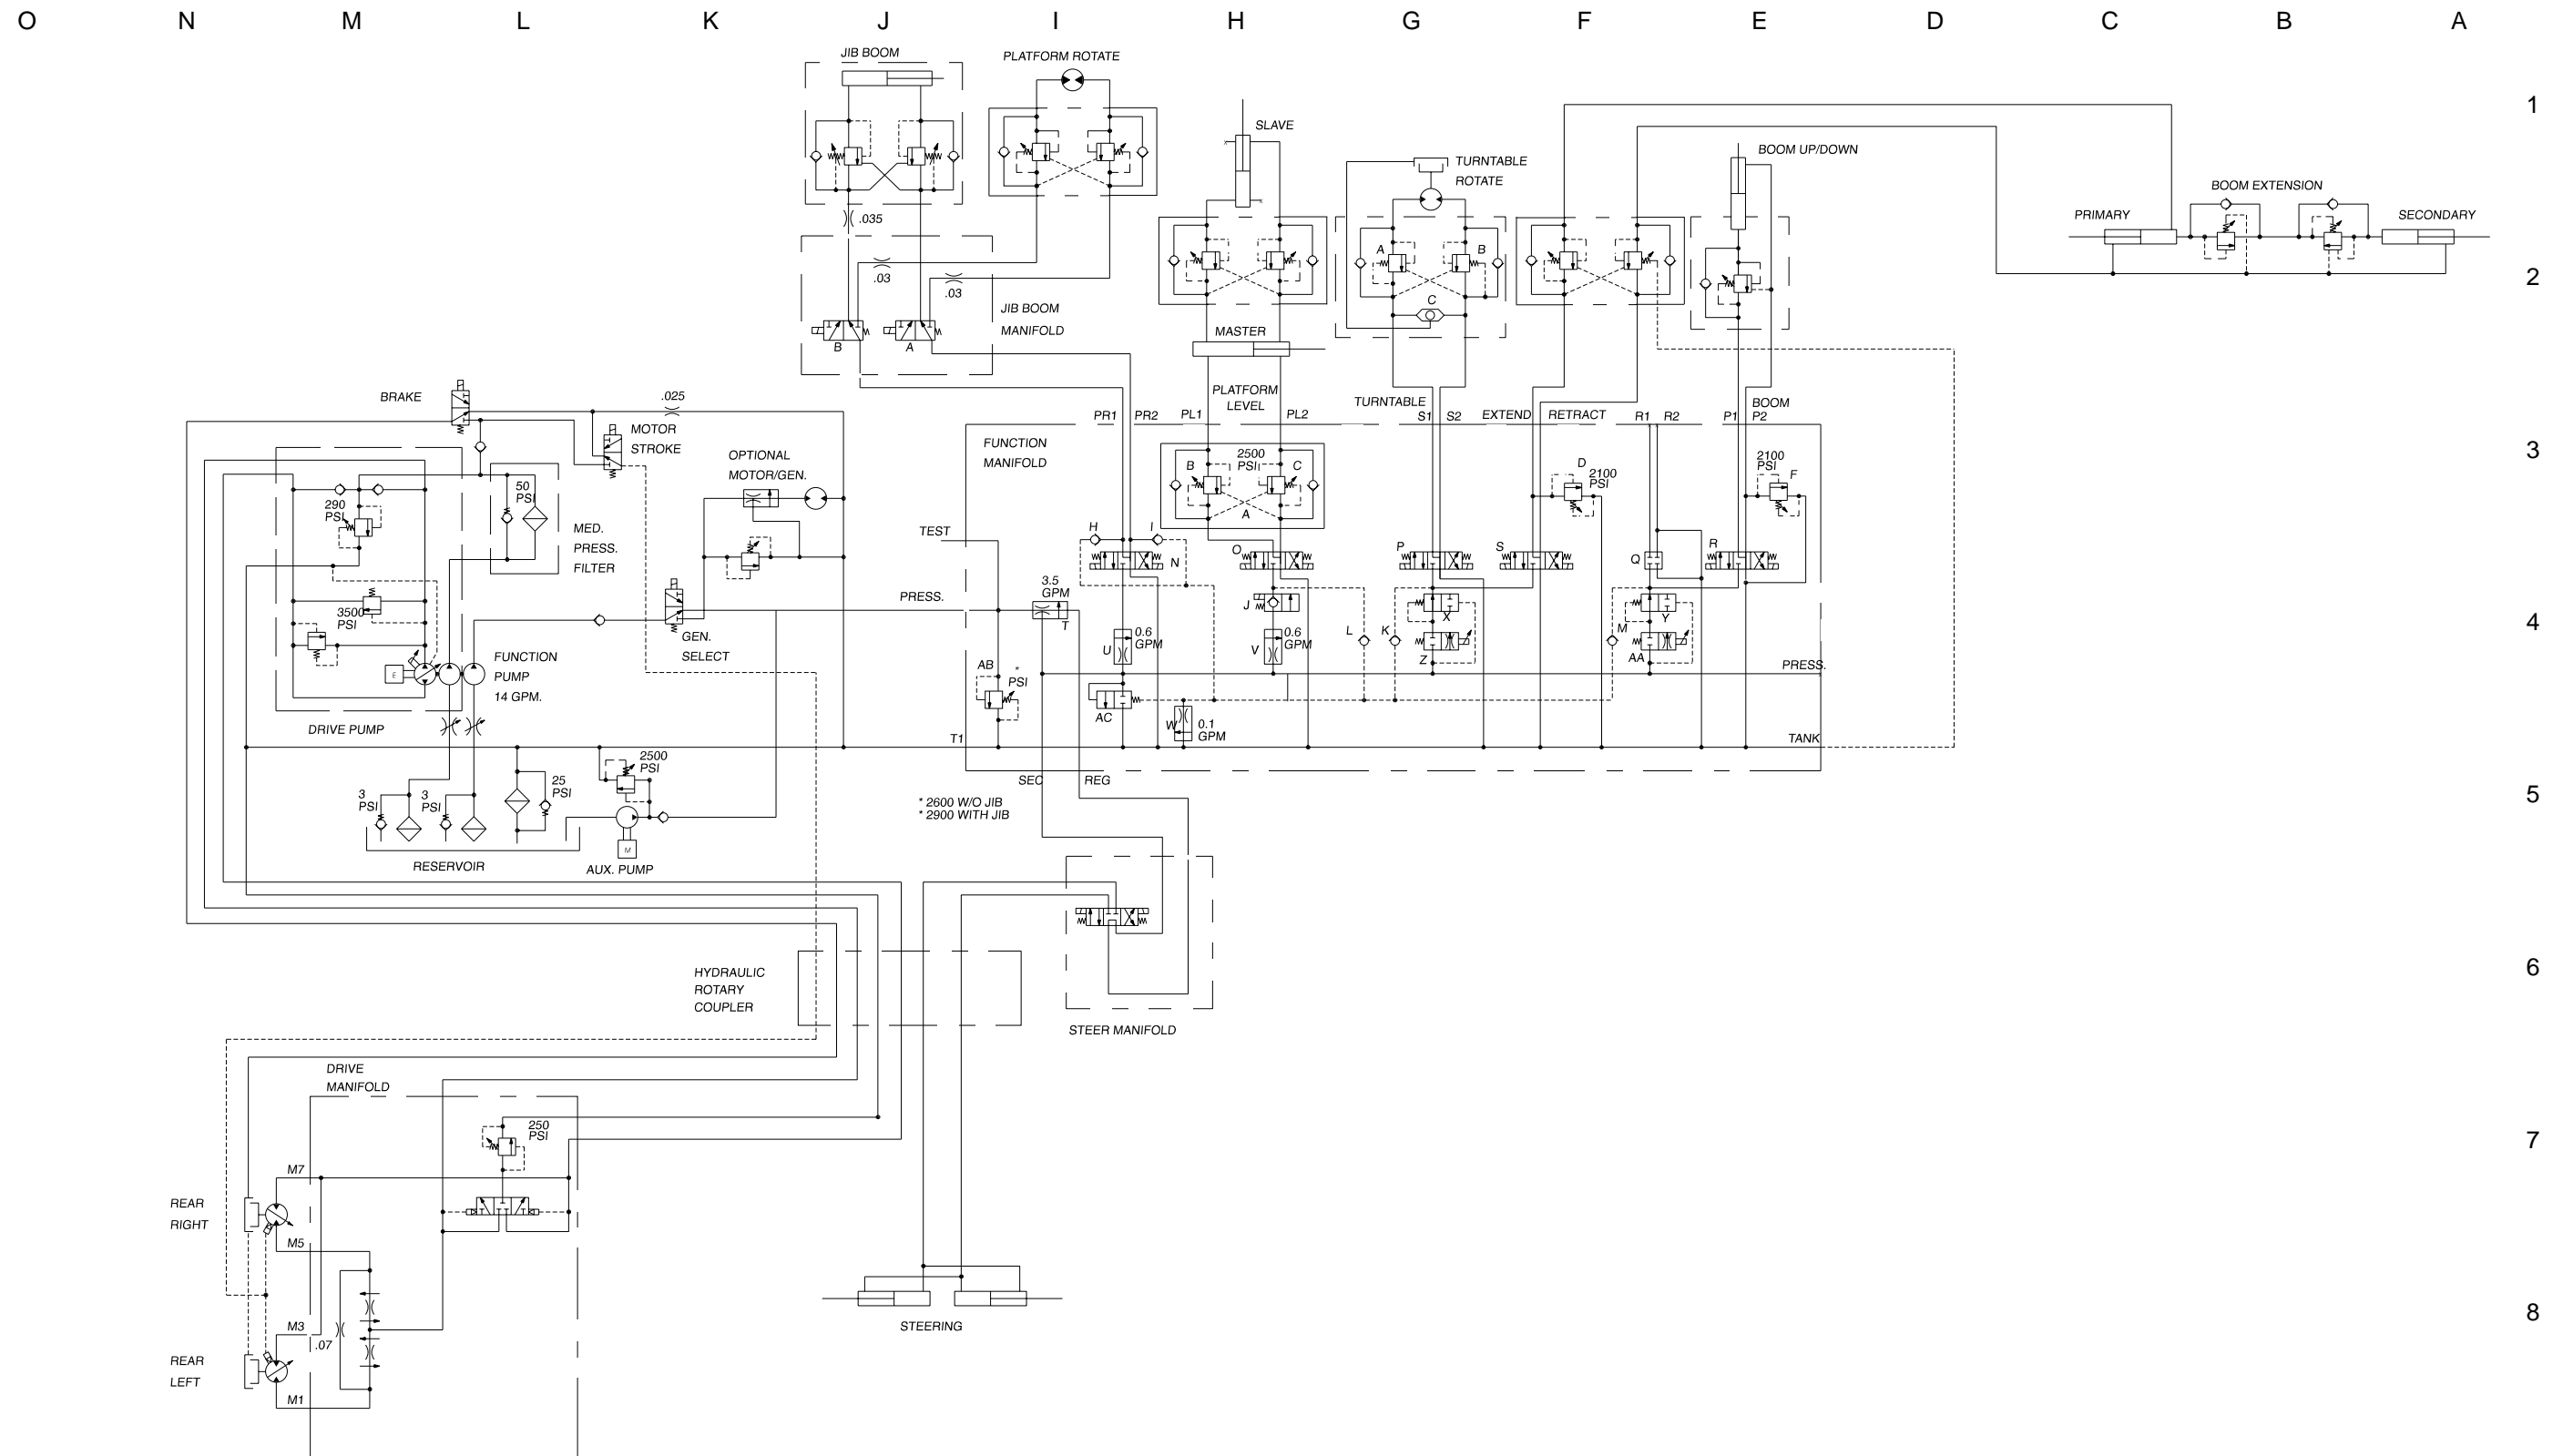 O N M L K J I H G F E D C B A
1
2
3
4
5
6
7
8
JIB BOOM
.035
.03
.03
JIB BOOM
MANIFOLD
B
A
PLATFORM ROTATE
SLAVE
MASTER
TURNTABLE
ROTATE
A
B
C
BOOM UP/DOWN
BOOM EXTENSION
PRIMARY
SECONDARY
BRAKE
.025
MOTOR
STROKE
OPTIONAL
MOTOR/GEN.
290
PSI
50
PSI
MED.
PRESS.
FILTER
3500
PSI
E
FUNCTION
PUMP
14 GPM.
DRIVE PUMP
GEN.
SELECT
3
PSI
3
PSI
25
PSI
2500
PSI
M
RESERVOIR
AUX. PUMP
TEST
PRESS.
T1
FUNCTION
MANIFOLD
PR1
PR2
PL1
PLATFORM
LEVEL
PL2
TURNTABLE
S1
S2
EXTEND
RETRACT
R1
R2
BOOM
P1
P2
B
2500
PSI
C
A
D
2100
PSI
2100
PSI
F
H
I
N
O
P
S
Q
R
3.5
GPM
T
J
L
K
X
Z
M
Y
AA
0.6
GPM
U
0.6
GPM
V
AB
*
PSI
AC
W
0.1
GPM
PRESS.
TANK
SEC
REG
* 2600 W/O JIB
* 2900 WITH JIB
HYDRAULIC
ROTARY
COUPLER
STEER MANIFOLD
DRIVE
MANIFOLD
250
PSI
M7
REAR
RIGHT
M5
M3
.07
REAR
LEFT
M1
STEERING